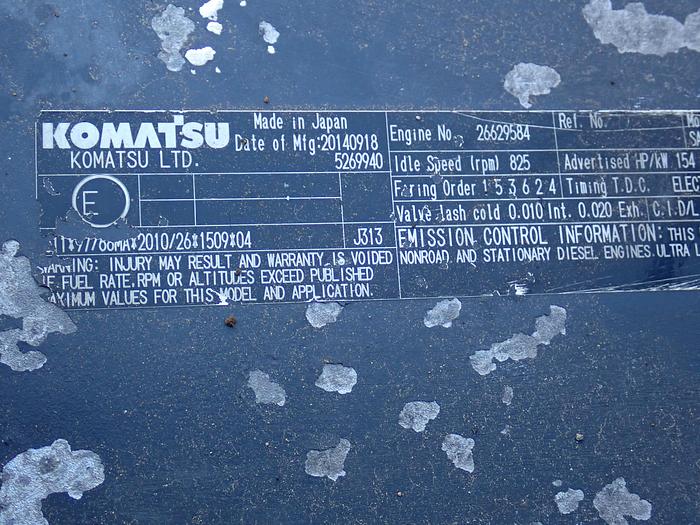 KOMATSU
Made in Japan
Date of Mfg:20140918
KOMATSU LTD.
5269940
E
2010/26*1509*04
J313
WARNING: INJURY MAY RESULT AND WARRANTY IS VOIDED
IF FUEL RATE.RPM OR ALTITUDES EXCEED PUBLISHED
MAXIMUM VALUES FOR THIS MODEL AND APPLICATION.
Engine No. 26629584
Ref No.
Idle Speed (rpm) 825
Advertised HP/kW 154
Firing Order 1 5 3 6 2 4
Timing T.D.C. ELEC
Valve lash cold 0.010 Int. 0.020 Exh.
C.I.D/L
EMISSION CONTROL INFORMATION: THIS
NONROAD AND STATIONARY DIESEL ENGINES.ULTRA L